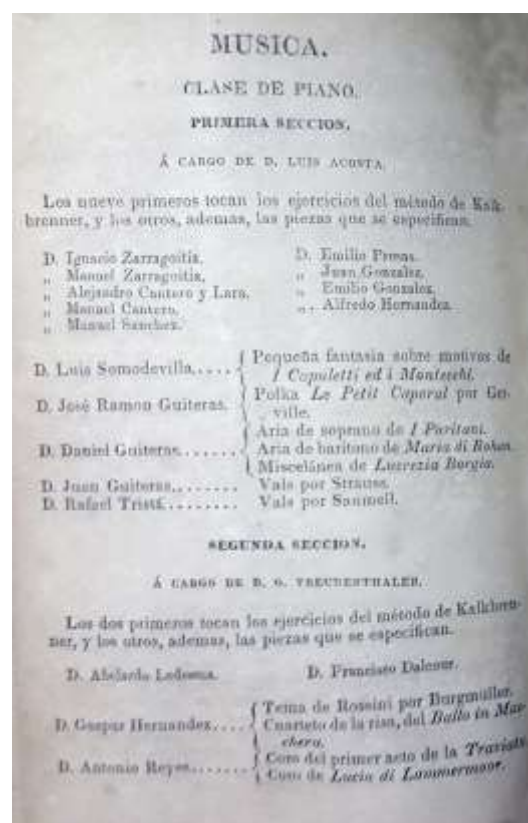 MUSICA.
CLASE DE PIANO.
PRIMERA SECCION.
Á CARGO DE D. LUIS ACOSTA.
Los nueve primeros tocan los ejercicios del método de Kalk-
brenner, y los otros, ademas, las piezas que se especifican.
D. Ignacio Zarragoitia.
„ Manuel Zarragoitia.
„ Alejandro Cantero y Lara.
„ Manuel Cantero.
„ Manuel Sanchez.
D. Emilio
„ Juan Gonzalez.
„ Emilio Gonzalez.
„ Alfredo Hernandez.
D. Luis Somodevilla..... Pequeña fantasia sobre motivos de
I Capuletti ed i Montecchi.
D. José Ramon Guiteras. Polka Le Petit Caporal por
ville.
Aria de soprano de I Puritani.
D. Daniel Guiteras....... Aria de baritono de Maria di Rohan.
Miscelánea de Lucrezia Borgia.
D. Juan Guiteras........ Vals por Strauss.
D. Rafael Tristá........ Vals por Saumell.
SEGUNDA SECCION.
Á CARGO DE D. G. TREUBENTHALER.
Los dos primeros tocan los ejercicios del método de Kalkbren-
ner, y los otros, ademas, las piezas que se especifican.
D. Abelardo Ledesma. D. Francisco Dalcour.
Tema de Rossini por Burgmuller.
D. Gaspar Hernandez.... Cuarteto de la risa, del Ballo in Mas-
chera.
D. Antonio Reyes....... Coro del primer acto de la Traviata
Coro de Lucia di Lammermoor.